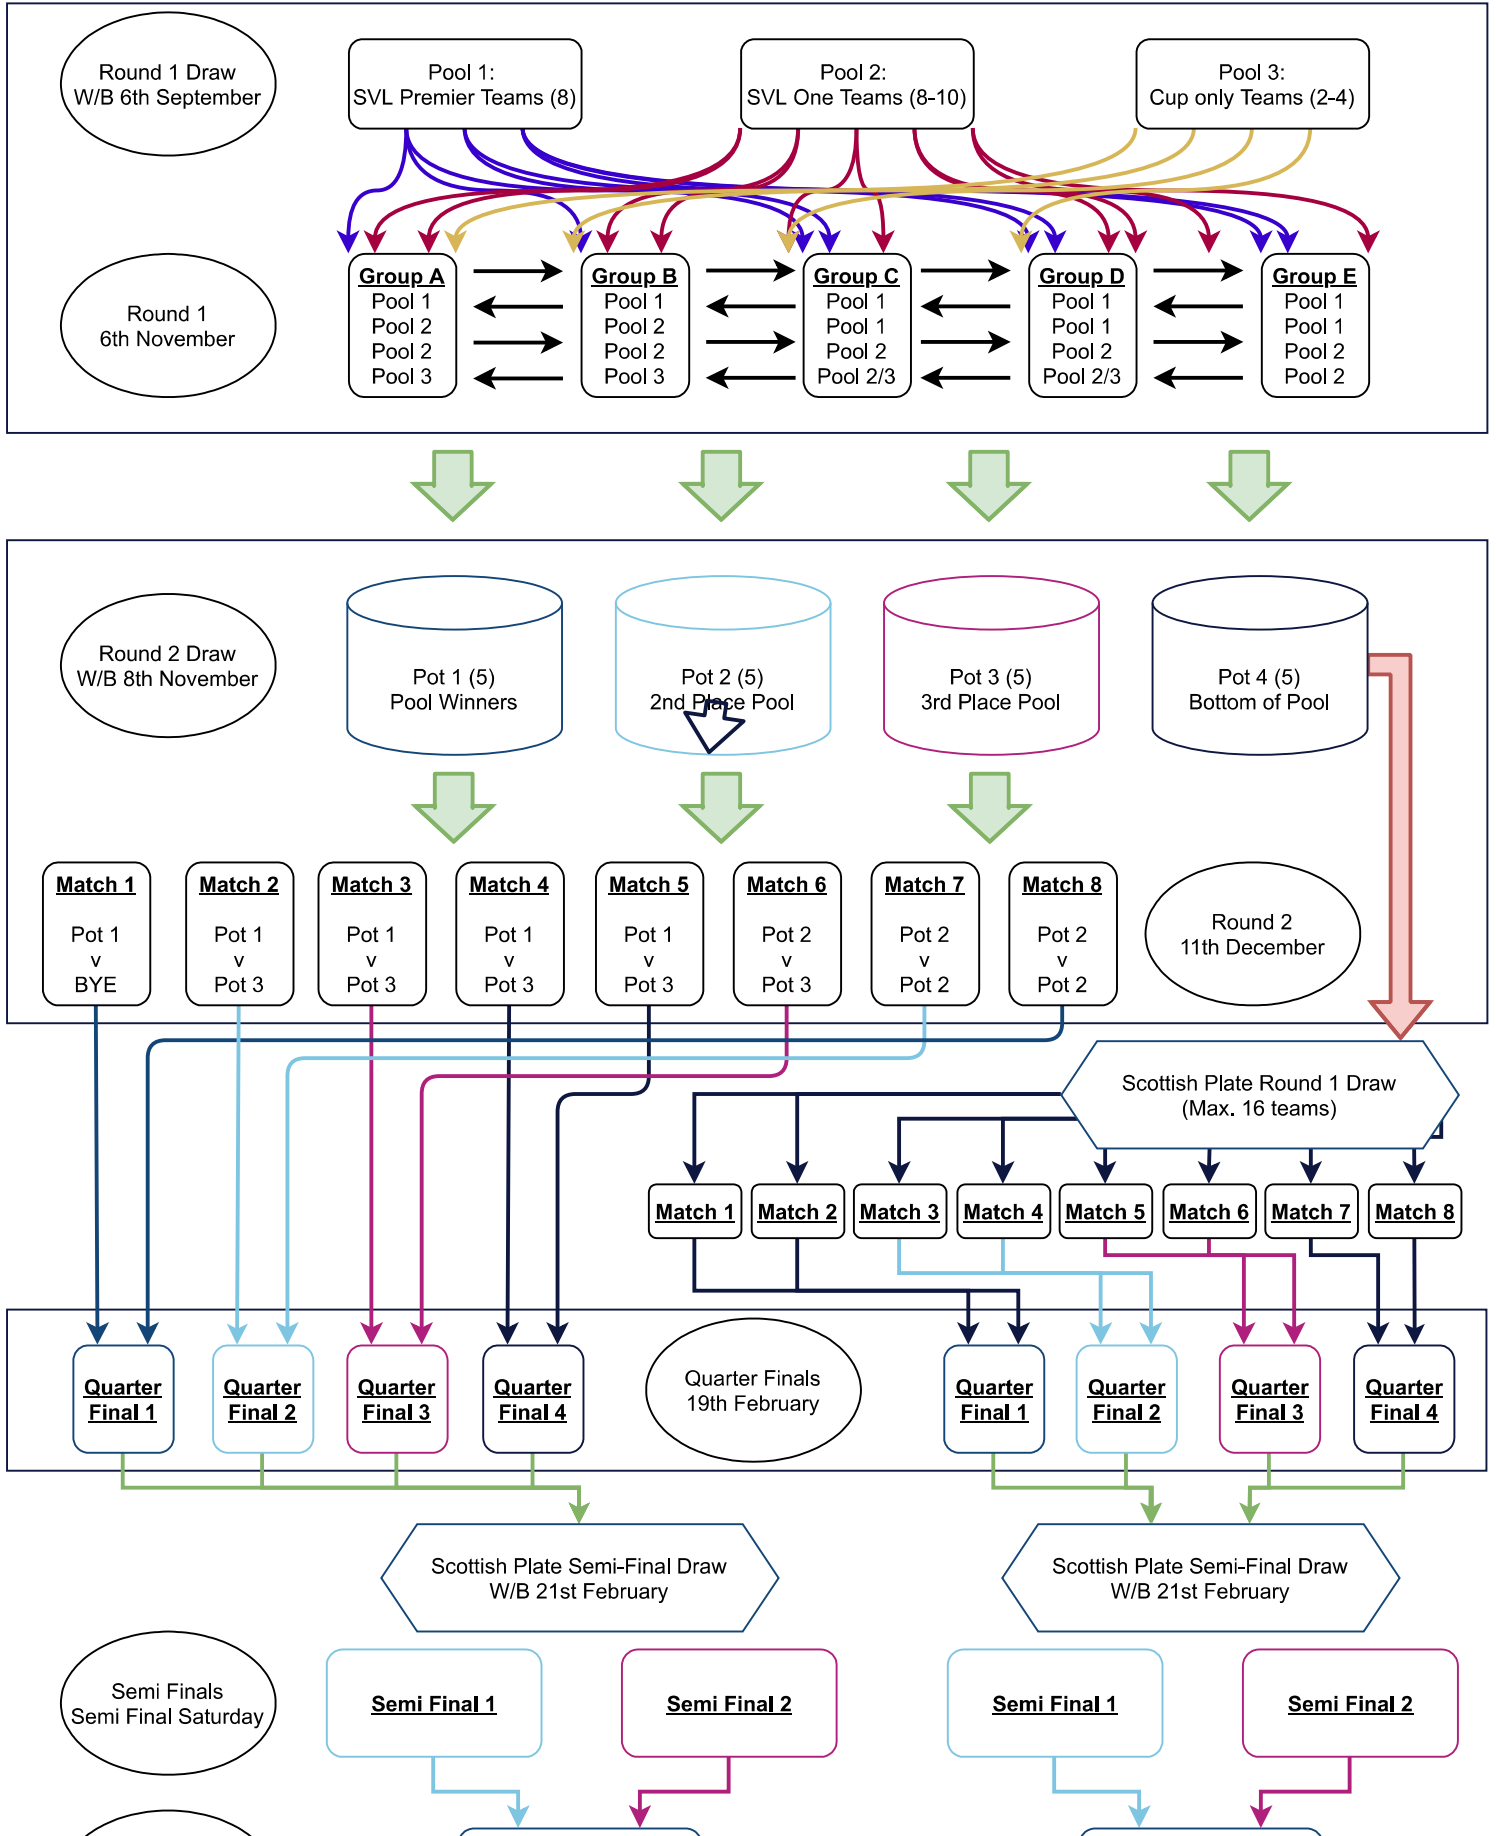 Round 1 Draw
W/B 6th September
Pool 1:
SVL Premier Teams (8)
Pool 2:
SVL One Teams (8-10)
Pool 3:
Cup only Teams (2-4)
Round 1
6th November
Group A
Pool 1
Pool 2
Pool 2
Pool 3
Group B
Pool 1
Pool 2
Pool 2
Pool 3
Group C
Pool 1
Pool 1
Pool 2
Pool 2/3
Group D
Pool 1
Pool 1
Pool 2
Pool 2/3
Group E
Pool 1
Pool 1
Pool 2
Pool 2
Round 2 Draw
W/B 8th November
Pot 1 (5)
Pool Winners
Pot 2 (5)
2nd Place Pool
Pot 3 (5)
3rd Place Pool
Pot 4 (5)
Bottom of Pool
Match 1
Pot 1
v
BYE
Match 2
Pot 1
v
Pot 3
Match 3
Pot 1
v
Pot 3
Match 4
Pot 1
v
Pot 3
Match 5
Pot 1
v
Pot 3
Match 6
Pot 2
v
Pot 3
Match 7
Pot 2
v
Pot 2
Match 8
Pot 2
v
Pot 2
Round 2
11th December
Scottish Plate Round 1 Draw
(Max. 16 teams)
Match 1
Match 2
Match 3
Match 4
Match 5
Match 6
Match 7
Match 8
Quarter
Final 1
Quarter
Final 2
Quarter
Final 3
Quarter
Final 4
Quarter Finals
19th February
Quarter
Final 1
Quarter
Final 2
Quarter
Final 3
Quarter
Final 4
Scottish Plate Semi-Final Draw
W/B 21st February
Scottish Plate Semi-Final Draw
W/B 21st February
Semi Finals
Semi Final Saturday
Semi Final 1
Semi Final 2
Semi Final 1
Semi Final 2